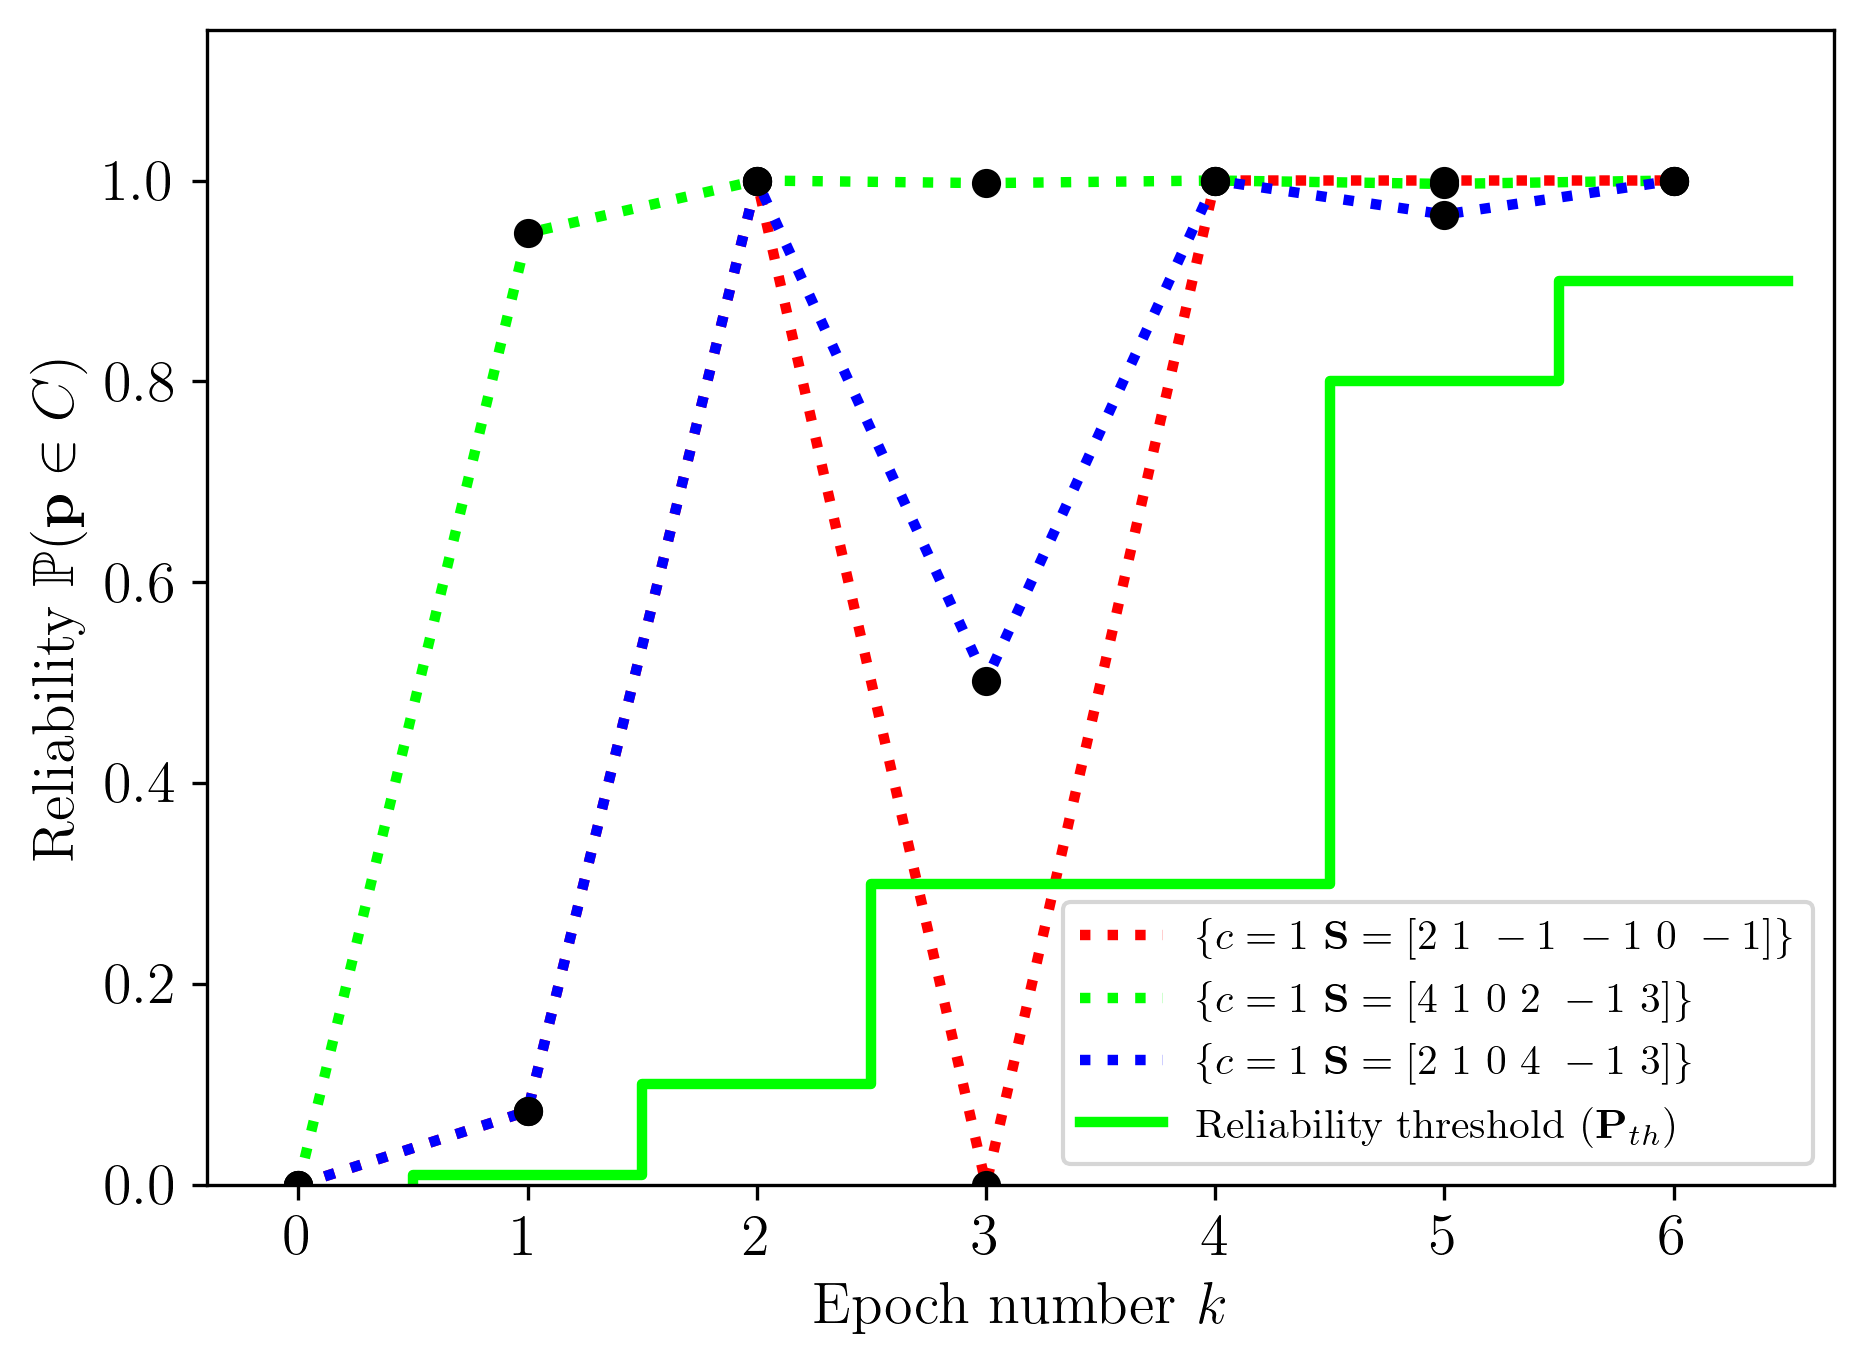 Reliability ℙ(𝐩 ∈ C)
1.0
0.8
0.6
0.4
0.2
0.0
{c = 1 𝐒 = [2 1 − 1 − 1 0 − 1]}
{c = 1 𝐒 = [4 1 0 2 − 1 3]}
{c = 1 𝐒 = [2 1 0 4 − 1 3]}
Reliability threshold (𝐏_{th})
0 1 2 3 4 5 6
Epoch number k